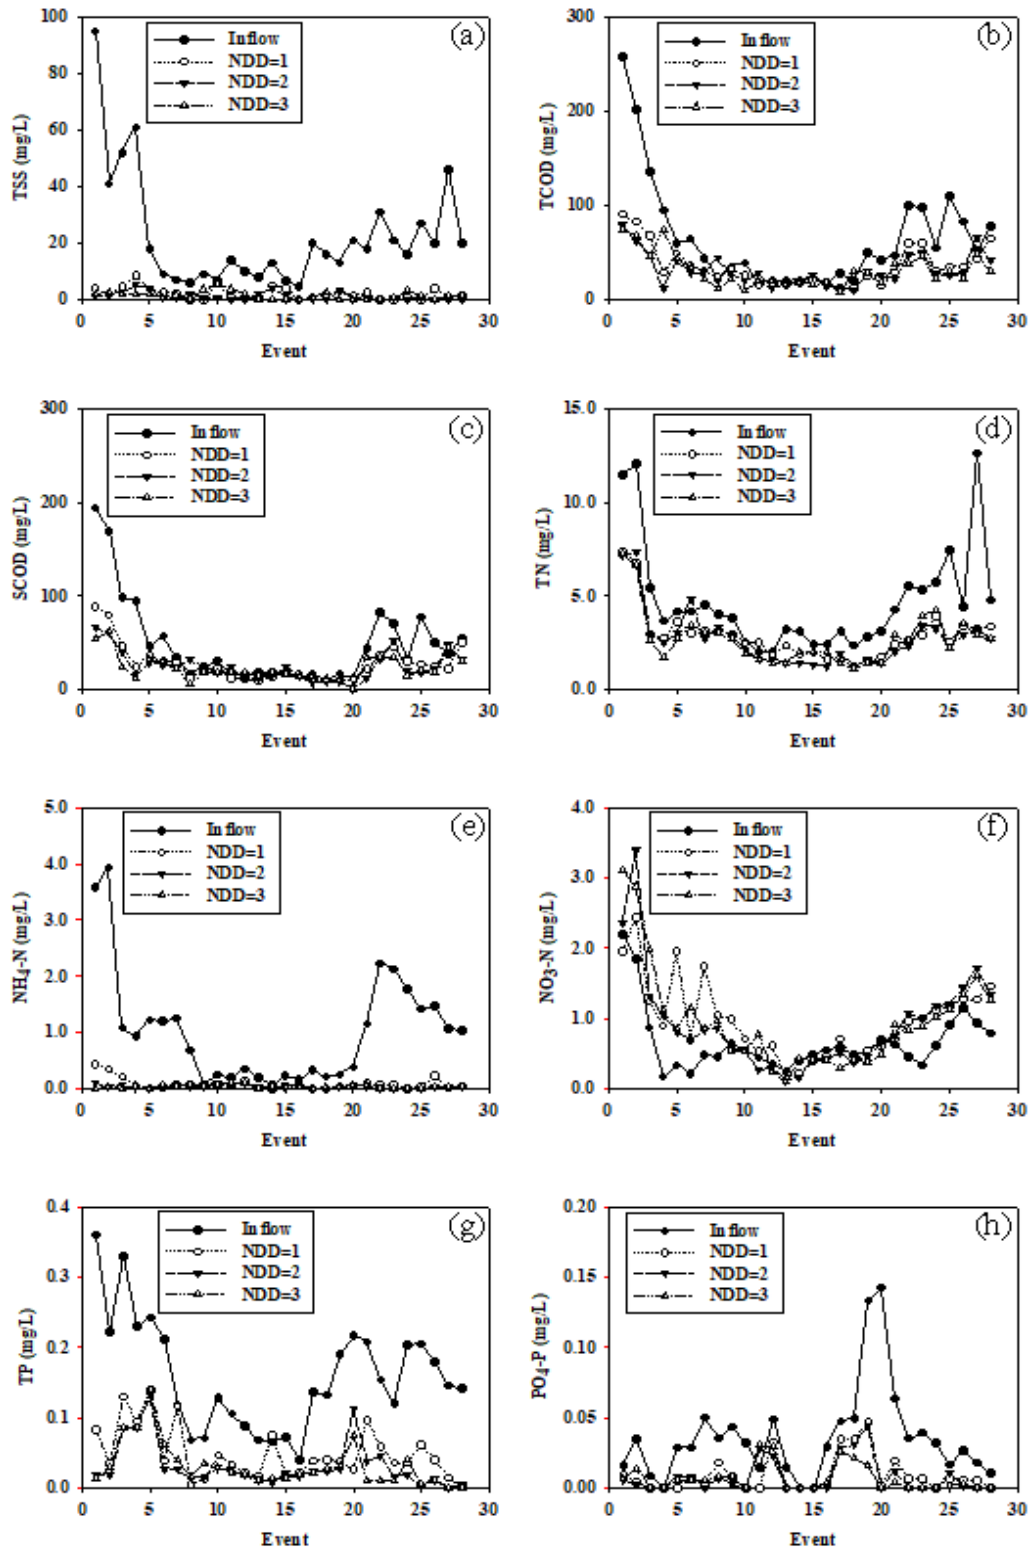 (a)
Inflow
NDD=1
NDD=2
NDD=3
100
80
60
40
20
0
TSS (mg/L)
0 5 10 15 20 25 30
Event
(b)
Inflow
NDD=1
NDD=2
NDD=3
300
200
100
0
TCOD (mg/L)
0 5 10 15 20 25 30
Event
(c)
Inflow
NDD=1
NDD=2
NDD=3
300
200
100
0
SCOD (mg/L)
0 5 10 15 20 25 30
Event
(d)
Inflow
NDD=1
NDD=2
NDD=3
15.0
10.0
5.0
0.0
TN (mg/L)
0 5 10 15 20 25 30
Event
(e)
Inflow
NDD=1
NDD=2
NDD=3
5.0
4.0
3.0
2.0
1.0
0.0
NH4-N (mg/L)
0 5 10 15 20 25 30
Event
(f)
Inflow
NDD=1
NDD=2
NDD=3
4.0
3.0
2.0
1.0
0.0
NO3-N (mg/L)
0 5 10 15 20 25 30
Event
(g)
Inflow
NDD=1
NDD=2
NDD=3
0.4
0.3
0.2
0.1
0.0
TP (mg/L)
0 5 10 15 20 25 30
Event
(h)
Inflow
NDD=1
NDD=2
NDD=3
0.20
0.15
0.10
0.05
0.00
PO4-P (mg/L)
0 5 10 15 20 25 30
Event